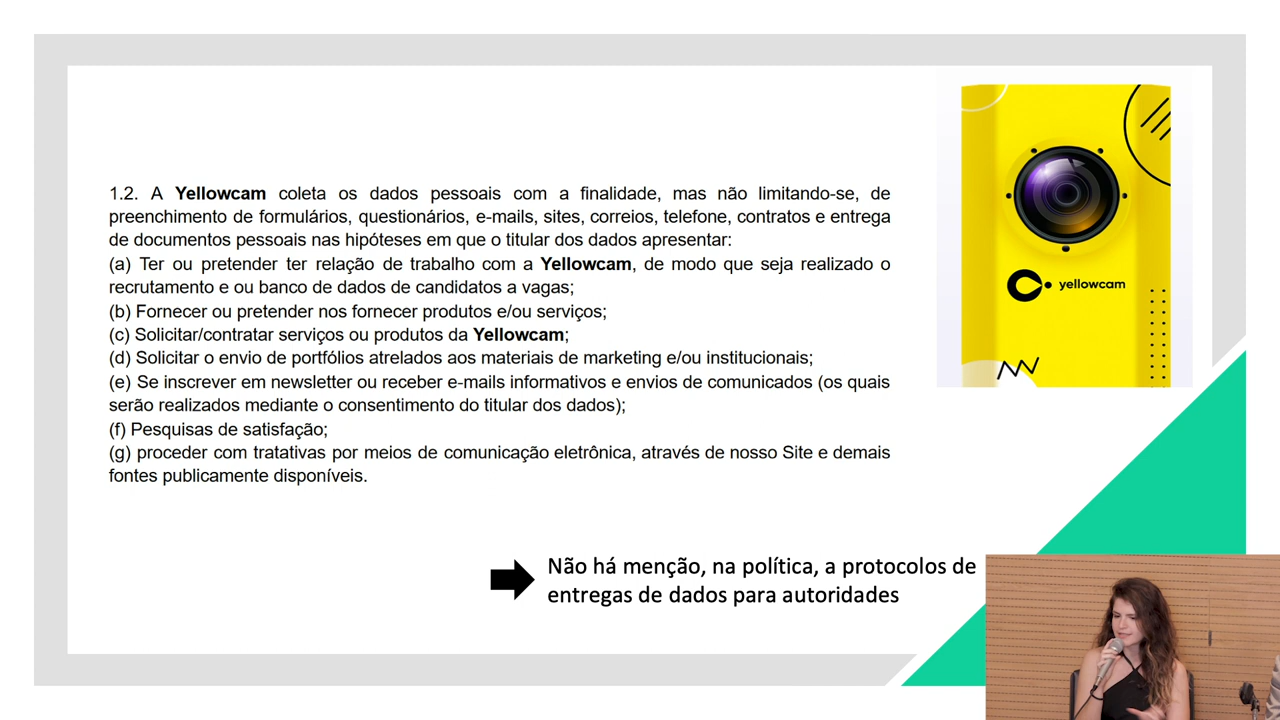 1.2. A Yellowcam coleta os dados pessoais com a finalidade, mas não limitando-se, de
preenchimento de formulários, questionários, e-mails, sites, correios, telefone, contratos e entrega
de documentos pessoais nas hipóteses em que o titular dos dados apresentar:
(a) Ter ou pretender ter relação de trabalho com a Yellowcam, de modo que seja realizado o
recrutamento e ou banco de dados de candidatos a vagas;
(b) Fornecer ou pretender nos fornecer produtos e/ou serviços;
(c) Solicitar/contratar serviços ou produtos da Yellowcam;
(d) Solicitar o envio de portfólios atrelados aos materiais de marketing e/ou institucionais;
(e) Se inscrever em newsletter ou receber e-mails informativos e envios de comunicados (os quais
serão realizados mediante o consentimento do titular dos dados);
(f) Pesquisas de satisfação;
(g) proceder com tratativas por meios de comunicação eletrônica, através de nosso Site e demais
fontes publicamente disponíveis.
yellowcam
Não há menção, na política, a protocolos de
entregas de dados para autoridades